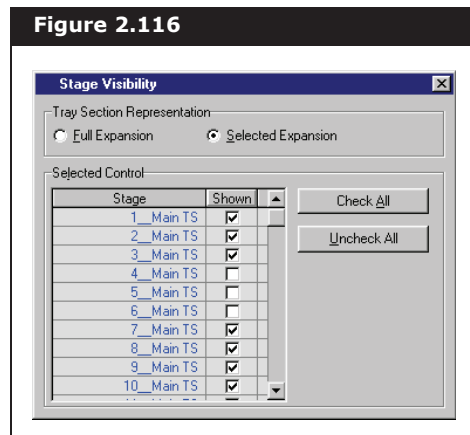 Figure 2.116
Stage Visibility
Tray Section Representation
Full Expansion
Selected Expansion
Selected Control
Stage Shown
1__Main TS
2__Main TS
3__Main TS
4__Main TS
5__Main TS
6__Main TS
7__Main TS
8__Main TS
9__Main TS
10__Main TS
Check All
Uncheck All